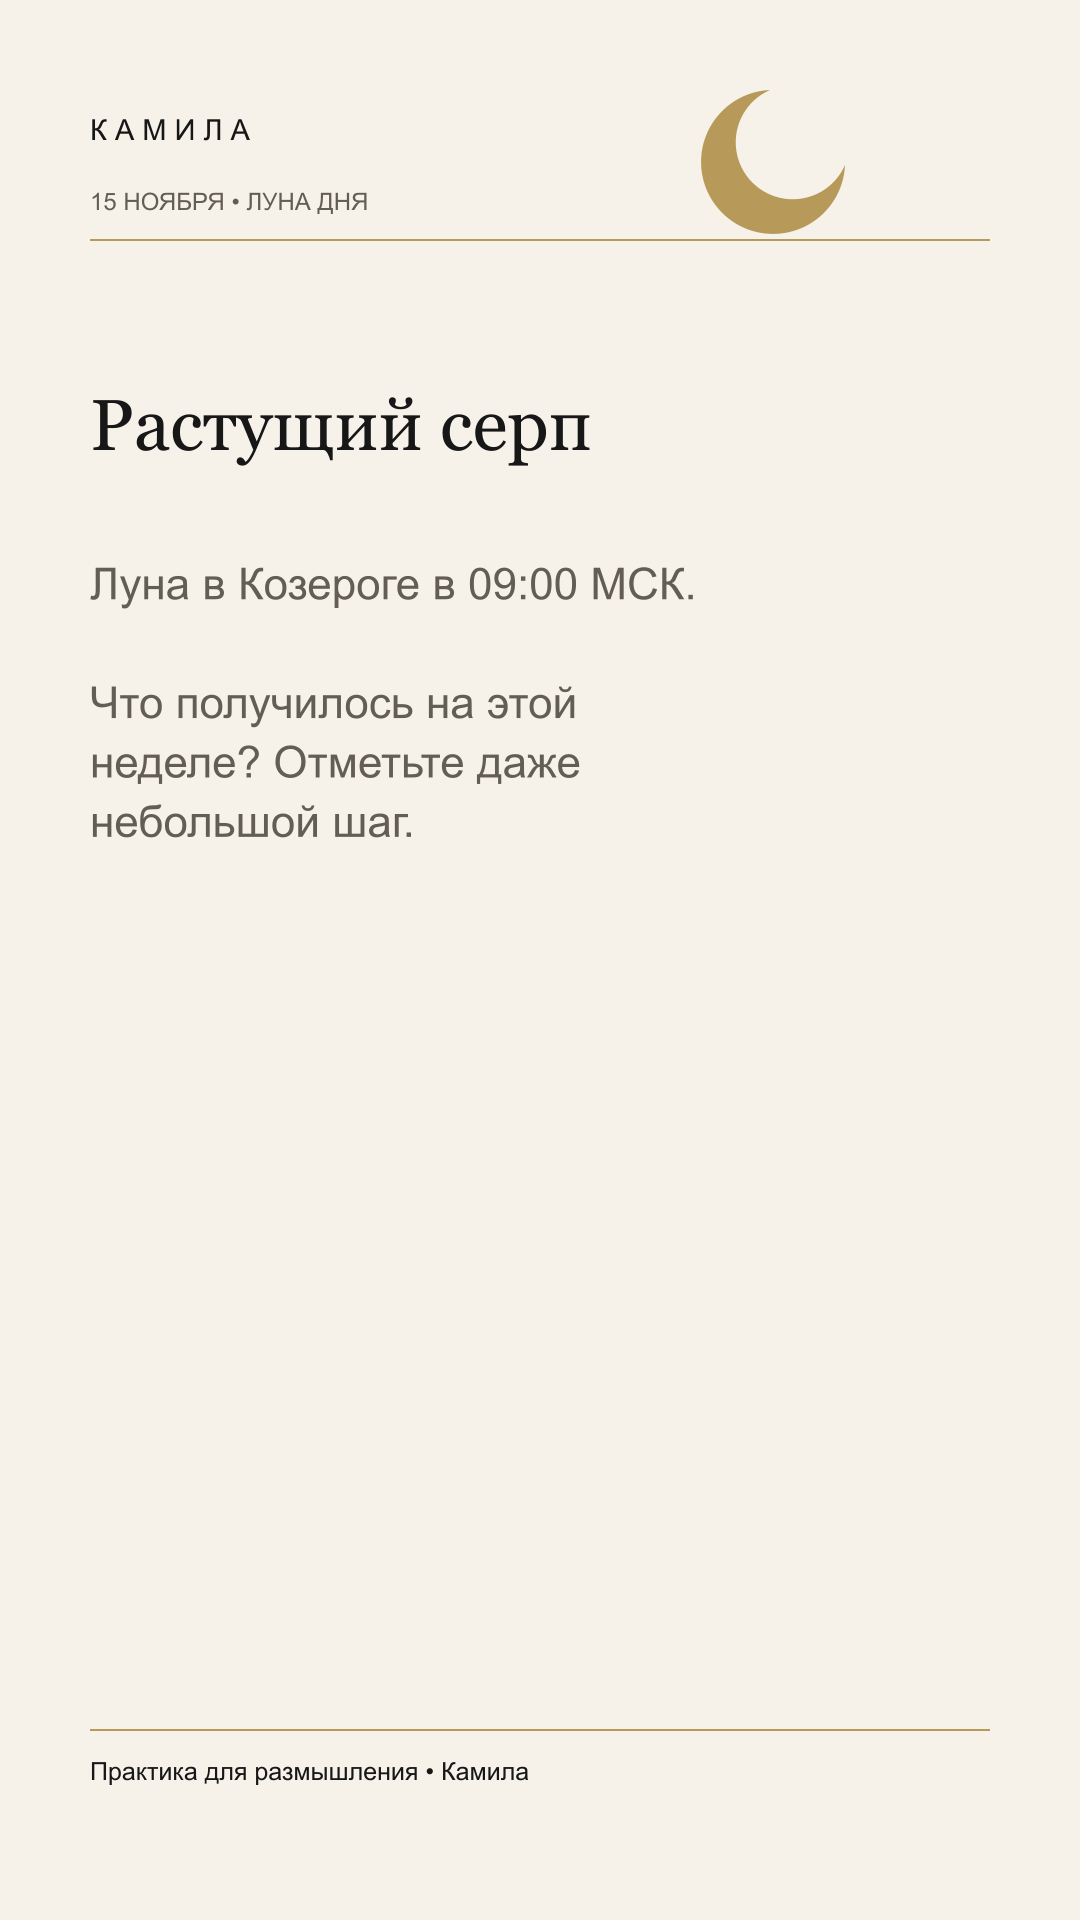 КАМИЛА
15 НОЯБРЯ • ЛУНА ДНЯ
Растущий серп
Луна в Козероге в 09:00 МСК.
Что получилось на этой
неделе? Отметьте даже
небольшой шаг.
Практика для размышления • Камила